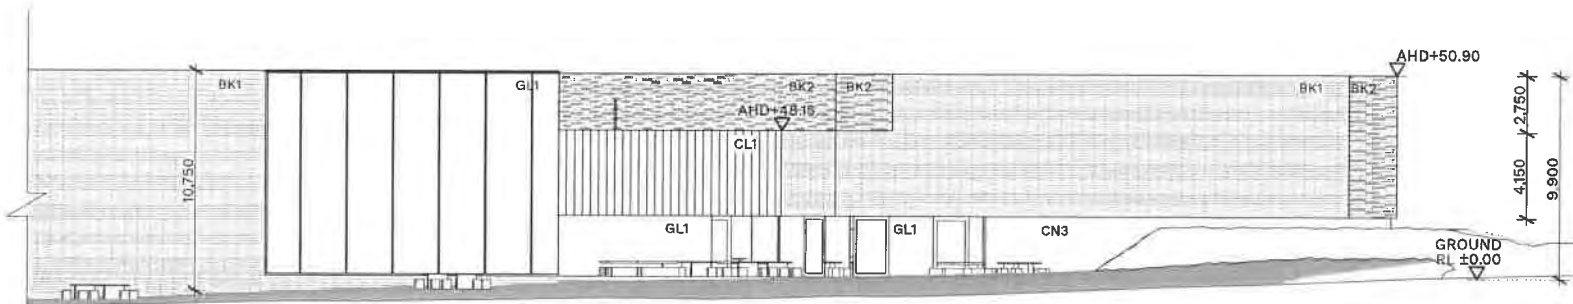 AHD+50.90
BK1
GL1
BK2
BK2
BK1
BK2
AHD+48.15
2.750
CL1
10,750
4.150
9.900
GL1
GL1
CN3
GROUND
RL ±0.00